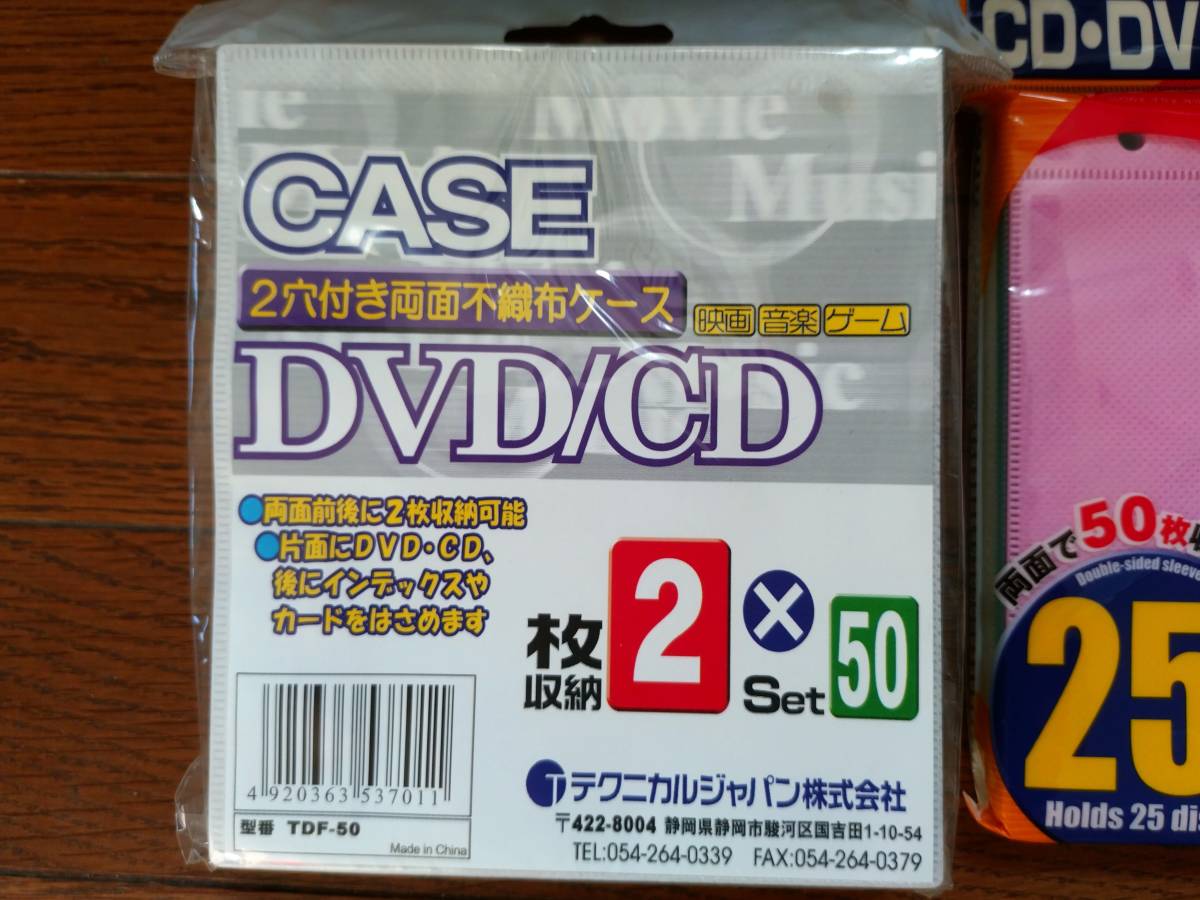 ie Movie
Musi
CASE
2穴付き両面不織布ケース
映画 音楽 ゲーム
DVD/CD
●両面前後に2枚収納可能
●片面にDVD・CD、
後にインデックスや
カードをはさめます
枚収納 2 × 50 Set
4 920363 537011
型番 TDF-50
Made in China
テクニカルジャパン株式会社
〒422-8004 静岡県静岡市駿河区国吉田1-10-54
TEL:054-264-0339 FAX:054-264-0379
CD・DV
両面で50枚収
Double-sided sleeve
25
Holds 25 dis